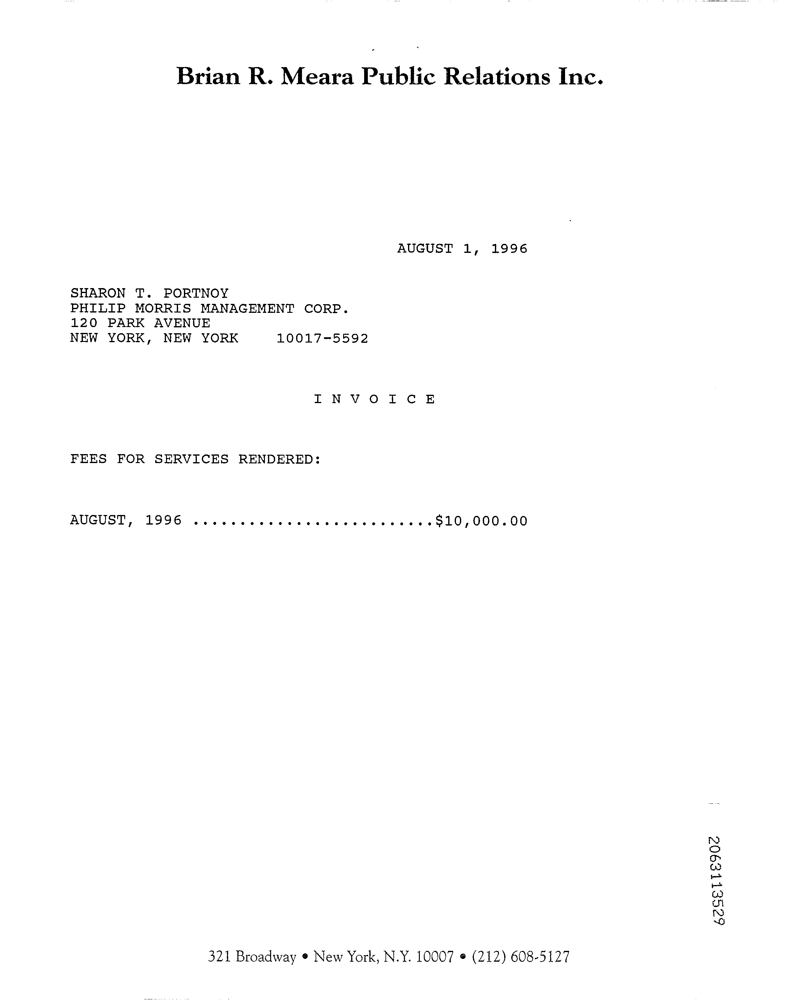 Brian R. Meara Public Relations Inc.
AUGUST 1, 1996
SHARON T. PORTNOY
PHILIP MORRIS MANAGEMENT CORP.
120 PARK AVENUE
NEW YORK, NEW YORK 10017-5592
I N V O I C E
FEES FOR SERVICES RENDERED:
AUGUST, 1996 ..........................$10,000.00
2063113529
321 Broadway • New York, N.Y. 10007 • (212) 608-5127